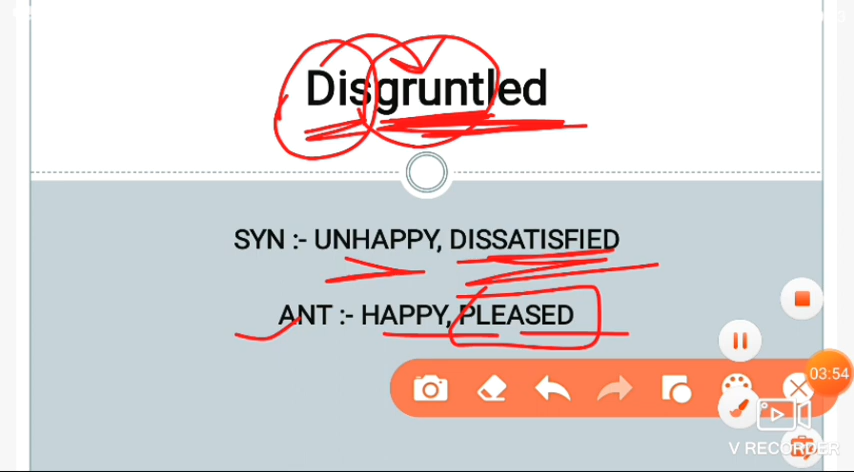 Disgruntled
SYN :- UNHAPPY, DISSATISFIED
ANT :- HAPPY, PLEASED
03:54
V RECORDER